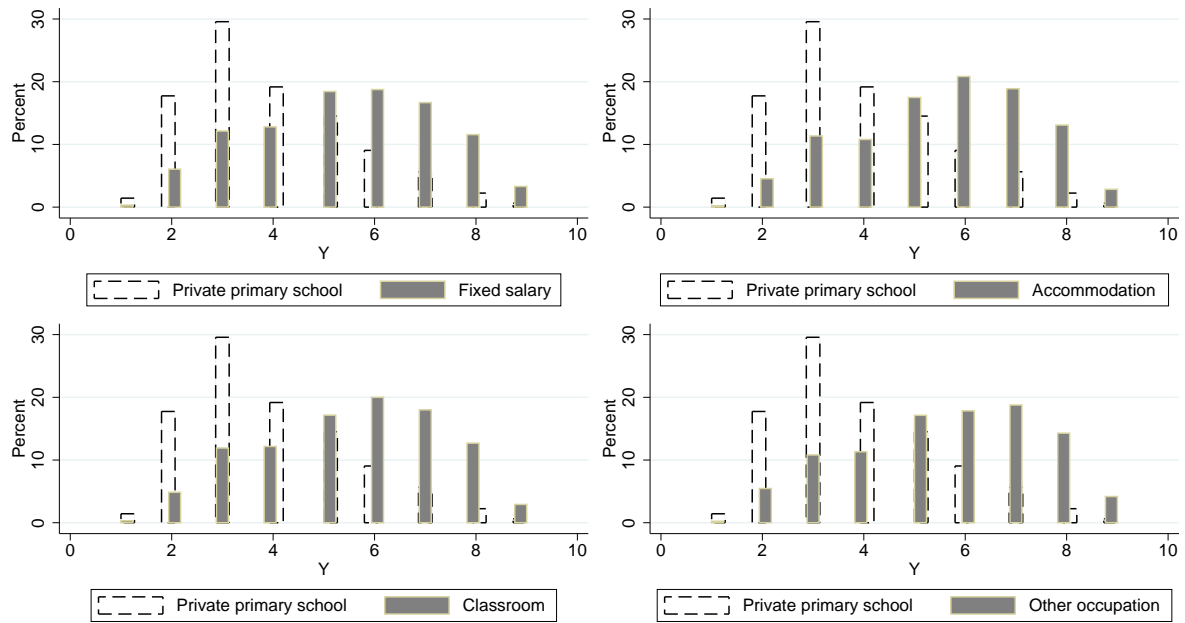 30
20
10
0
Percent
0 2 4 6 8 10
Y
Private primary school Fixed salary
30
20
10
0
Percent
0 2 4 6 8 10
Y
Private primary school Accommodation
30
20
10
0
Percent
0 2 4 6 8 10
Y
Private primary school Classroom
30
20
10
0
Percent
0 2 4 6 8 10
Y
Private primary school Other occupation